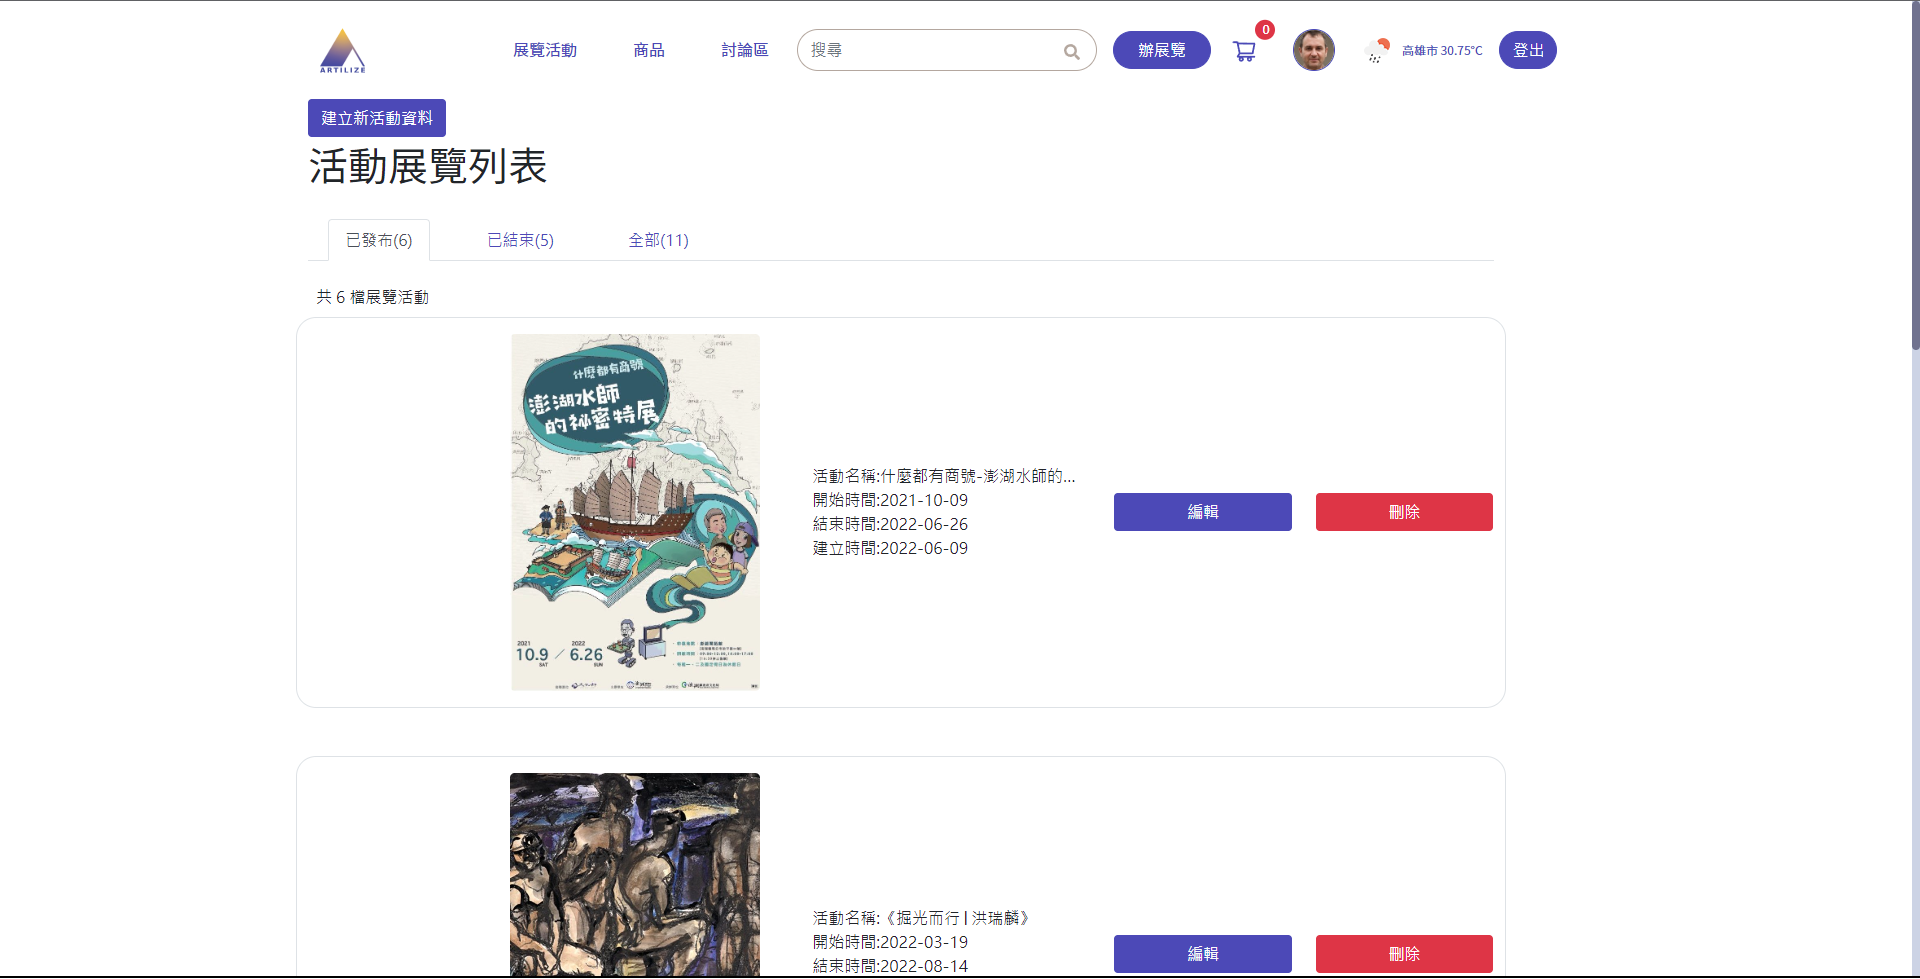 ARTILIZE
展覽活動
商品
討論區
搜尋
辦展覽
0
高雄市 30.75°C
登出
建立新活動資料
活動展覽列表
已發布(6)
已結束(5)
全部(11)
共 6 檔展覽活動
什麼都有商號
澎湖水師
的祕密特展
2021
10.9
SAT
/
2022
6.26
SUN
活動名稱:什麼都有商號-澎湖水師的...
開始時間:2021-10-09
結束時間:2022-06-26
建立時間:2022-06-09
編輯
刪除
活動名稱:《掘光而行 | 洪瑞麟》
開始時間:2022-03-19
結束時間:2022-08-14
編輯
刪除